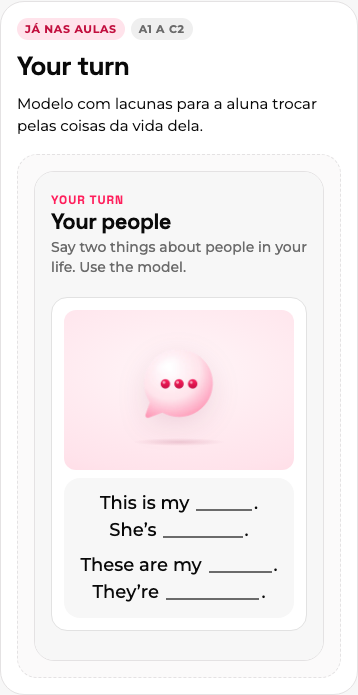 JÁ NAS AULAS
A1 A C2
Your turn
Modelo com lacunas para a aluna trocar
pelas coisas da vida dela.
YOUR TURN
Your people
Say two things about people in your
life. Use the model.
This is my ______.
She’s _________.
These are my _______.
They’re __________.